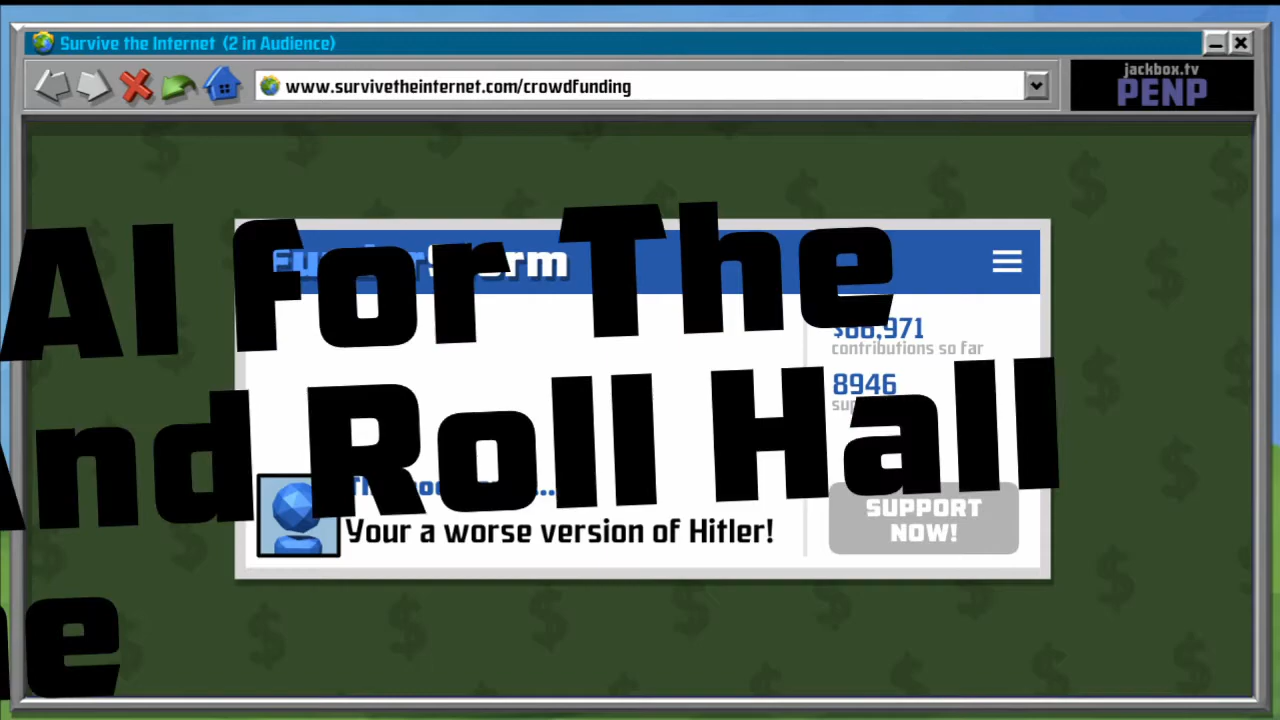 Survive the Internet (2 in Audience)
www.survivetheinternet.com/crowdfunding
jackbox.tv
PENP
AI for The
And Roll Hall
$66,971
contributions so far
8946
Your a worse version of Hitler!
SUPPORT
NOW!